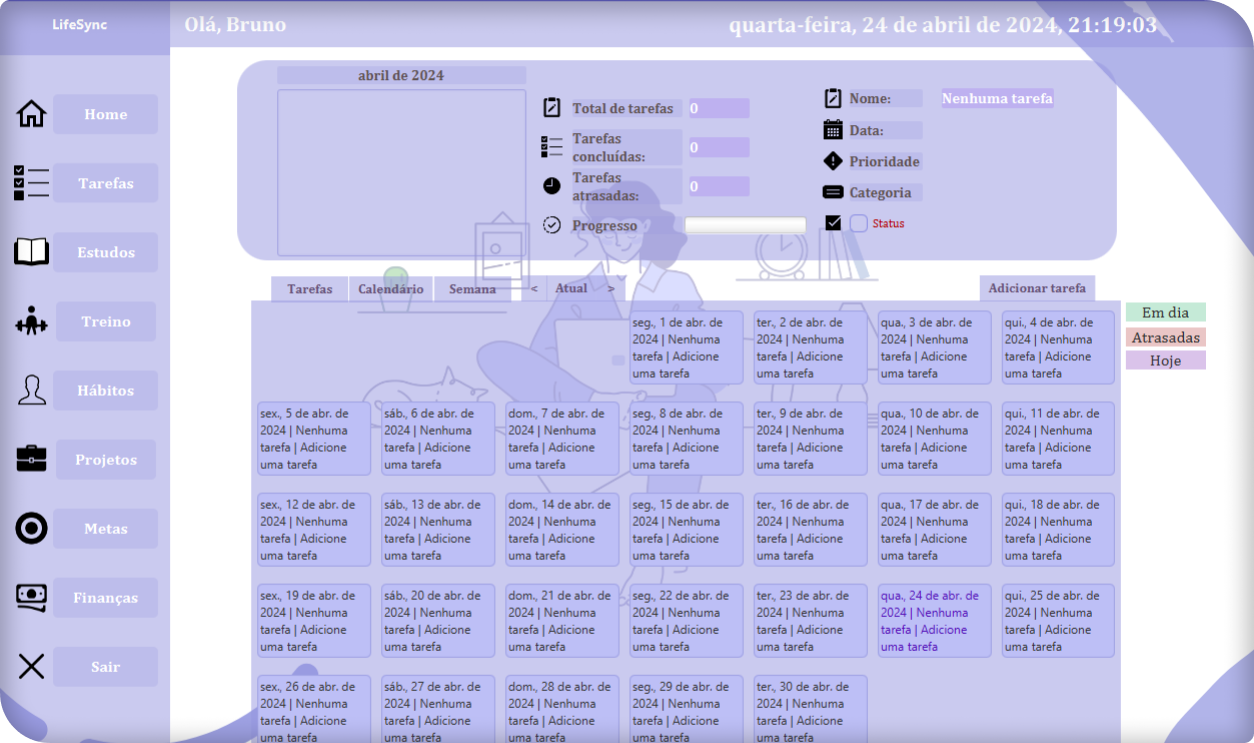 LifeSync
Olá, Bruno
quarta-feira, 24 de abril de 2024, 21:19:03
Home
Tarefas
Estudos
Treino
Hábitos
Projetos
Metas
Finanças
Sair
abril de 2024
Total de tarefas 0
Tarefas
concluídas: 0
Tarefas
atrasadas: 0
Progresso
Nome: Nenhuma tarefa
Data:
Prioridade
Categoria
Status
Tarefas Calendário Semana < Atual > Adicionar tarefa
Em dia
Atrasadas
Hoje
seg., 1 de abr. de
2024 | Nenhuma
tarefa | Adicione
uma tarefa
ter., 2 de abr. de
2024 | Nenhuma
tarefa | Adicione
uma tarefa
qua., 3 de abr. de
2024 | Nenhuma
tarefa | Adicione
uma tarefa
qui., 4 de abr. de
2024 | Nenhuma
tarefa | Adicione
uma tarefa
sex., 5 de abr. de
2024 | Nenhuma
tarefa | Adicione
uma tarefa
sáb., 6 de abr. de
2024 | Nenhuma
tarefa | Adicione
uma tarefa
dom., 7 de abr. de
2024 | Nenhuma
tarefa | Adicione
uma tarefa
seg., 8 de abr. de
2024 | Nenhuma
tarefa | Adicione
uma tarefa
ter., 9 de abr. de
2024 | Nenhuma
tarefa | Adicione
uma tarefa
qua., 10 de abr. de
2024 | Nenhuma
tarefa | Adicione
uma tarefa
qui., 11 de abr. de
2024 | Nenhuma
tarefa | Adicione
uma tarefa
sex., 12 de abr. de
2024 | Nenhuma
tarefa | Adicione
uma tarefa
sáb., 13 de abr. de
2024 | Nenhuma
tarefa | Adicione
uma tarefa
dom., 14 de abr. de
2024 | Nenhuma
tarefa | Adicione
uma tarefa
seg., 15 de abr. de
2024 | Nenhuma
tarefa | Adicione
uma tarefa
ter., 16 de abr. de
2024 | Nenhuma
tarefa | Adicione
uma tarefa
qua., 17 de abr. de
2024 | Nenhuma
tarefa | Adicione
uma tarefa
qui., 18 de abr. de
2024 | Nenhuma
tarefa | Adicione
uma tarefa
sex., 19 de abr. de
2024 | Nenhuma
tarefa | Adicione
uma tarefa
sáb., 20 de abr. de
2024 | Nenhuma
tarefa | Adicione
uma tarefa
dom., 21 de abr. de
2024 | Nenhuma
tarefa | Adicione
uma tarefa
seg., 22 de abr. de
2024 | Nenhuma
tarefa | Adicione
uma tarefa
ter., 23 de abr. de
2024 | Nenhuma
tarefa | Adicione
uma tarefa
qua., 24 de abr. de
2024 | Nenhuma
tarefa | Adicione
uma tarefa
qui., 25 de abr. de
2024 | Nenhuma
tarefa | Adicione
uma tarefa
sex., 26 de abr. de
2024 | Nenhuma
tarefa | Adicione
uma tarefa
sáb., 27 de abr. de
2024 | Nenhuma
tarefa | Adicione
uma tarefa
dom., 28 de abr. de
2024 | Nenhuma
tarefa | Adicione
uma tarefa
seg., 29 de abr. de
2024 | Nenhuma
tarefa | Adicione
uma tarefa
ter., 30 de abr. de
2024 | Nenhuma
tarefa | Adicione
uma tarefa